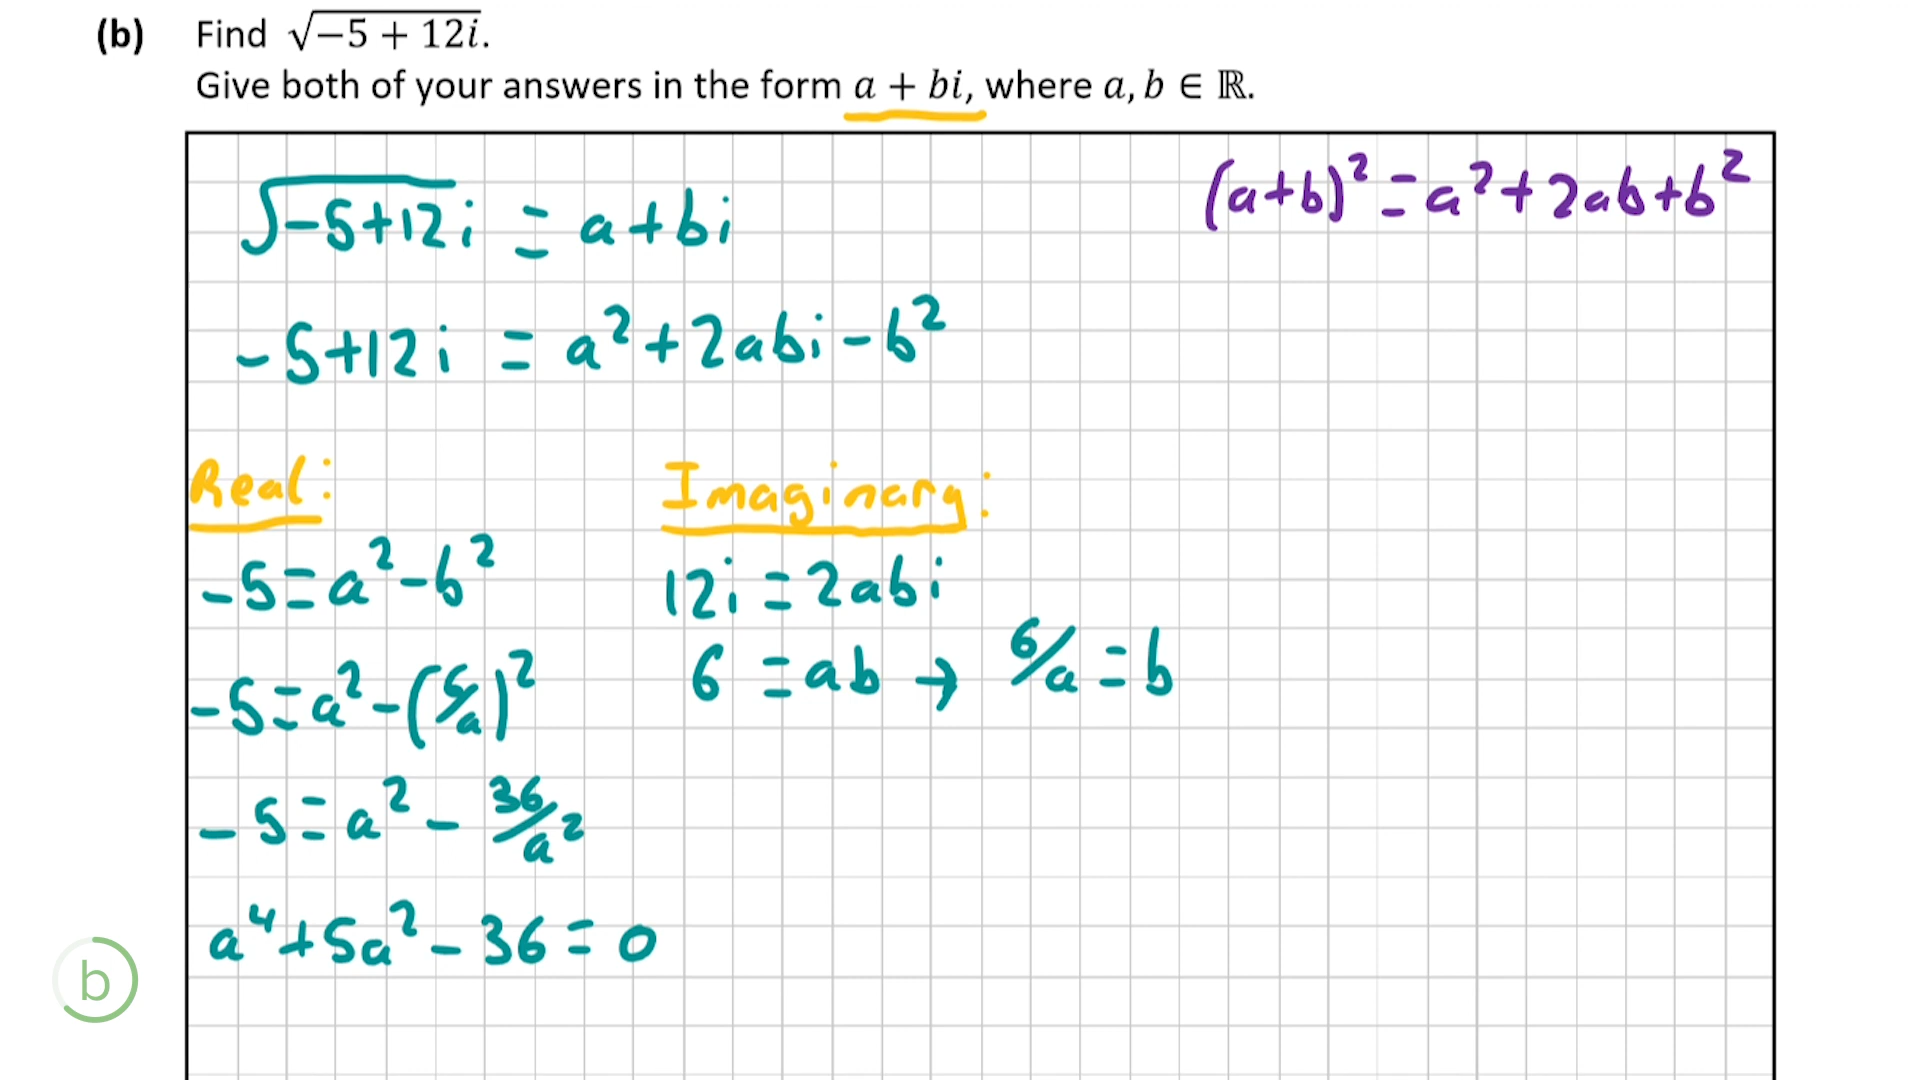 (b) Find √−5 + 12i.
Give both of your answers in the form a + bi, where a, b ∈ ℝ.
√-5+12i = a+bi
(a+b)² = a²+2ab+b²
-5+12i = a²+2abi-b²
Real:
-5=a²-b²
-5=a²-(6/a)²
-5=a²-36/a²
a⁴+5a²-36=0
Imaginary:
12i=2abi
6=ab → 6/a=b
b